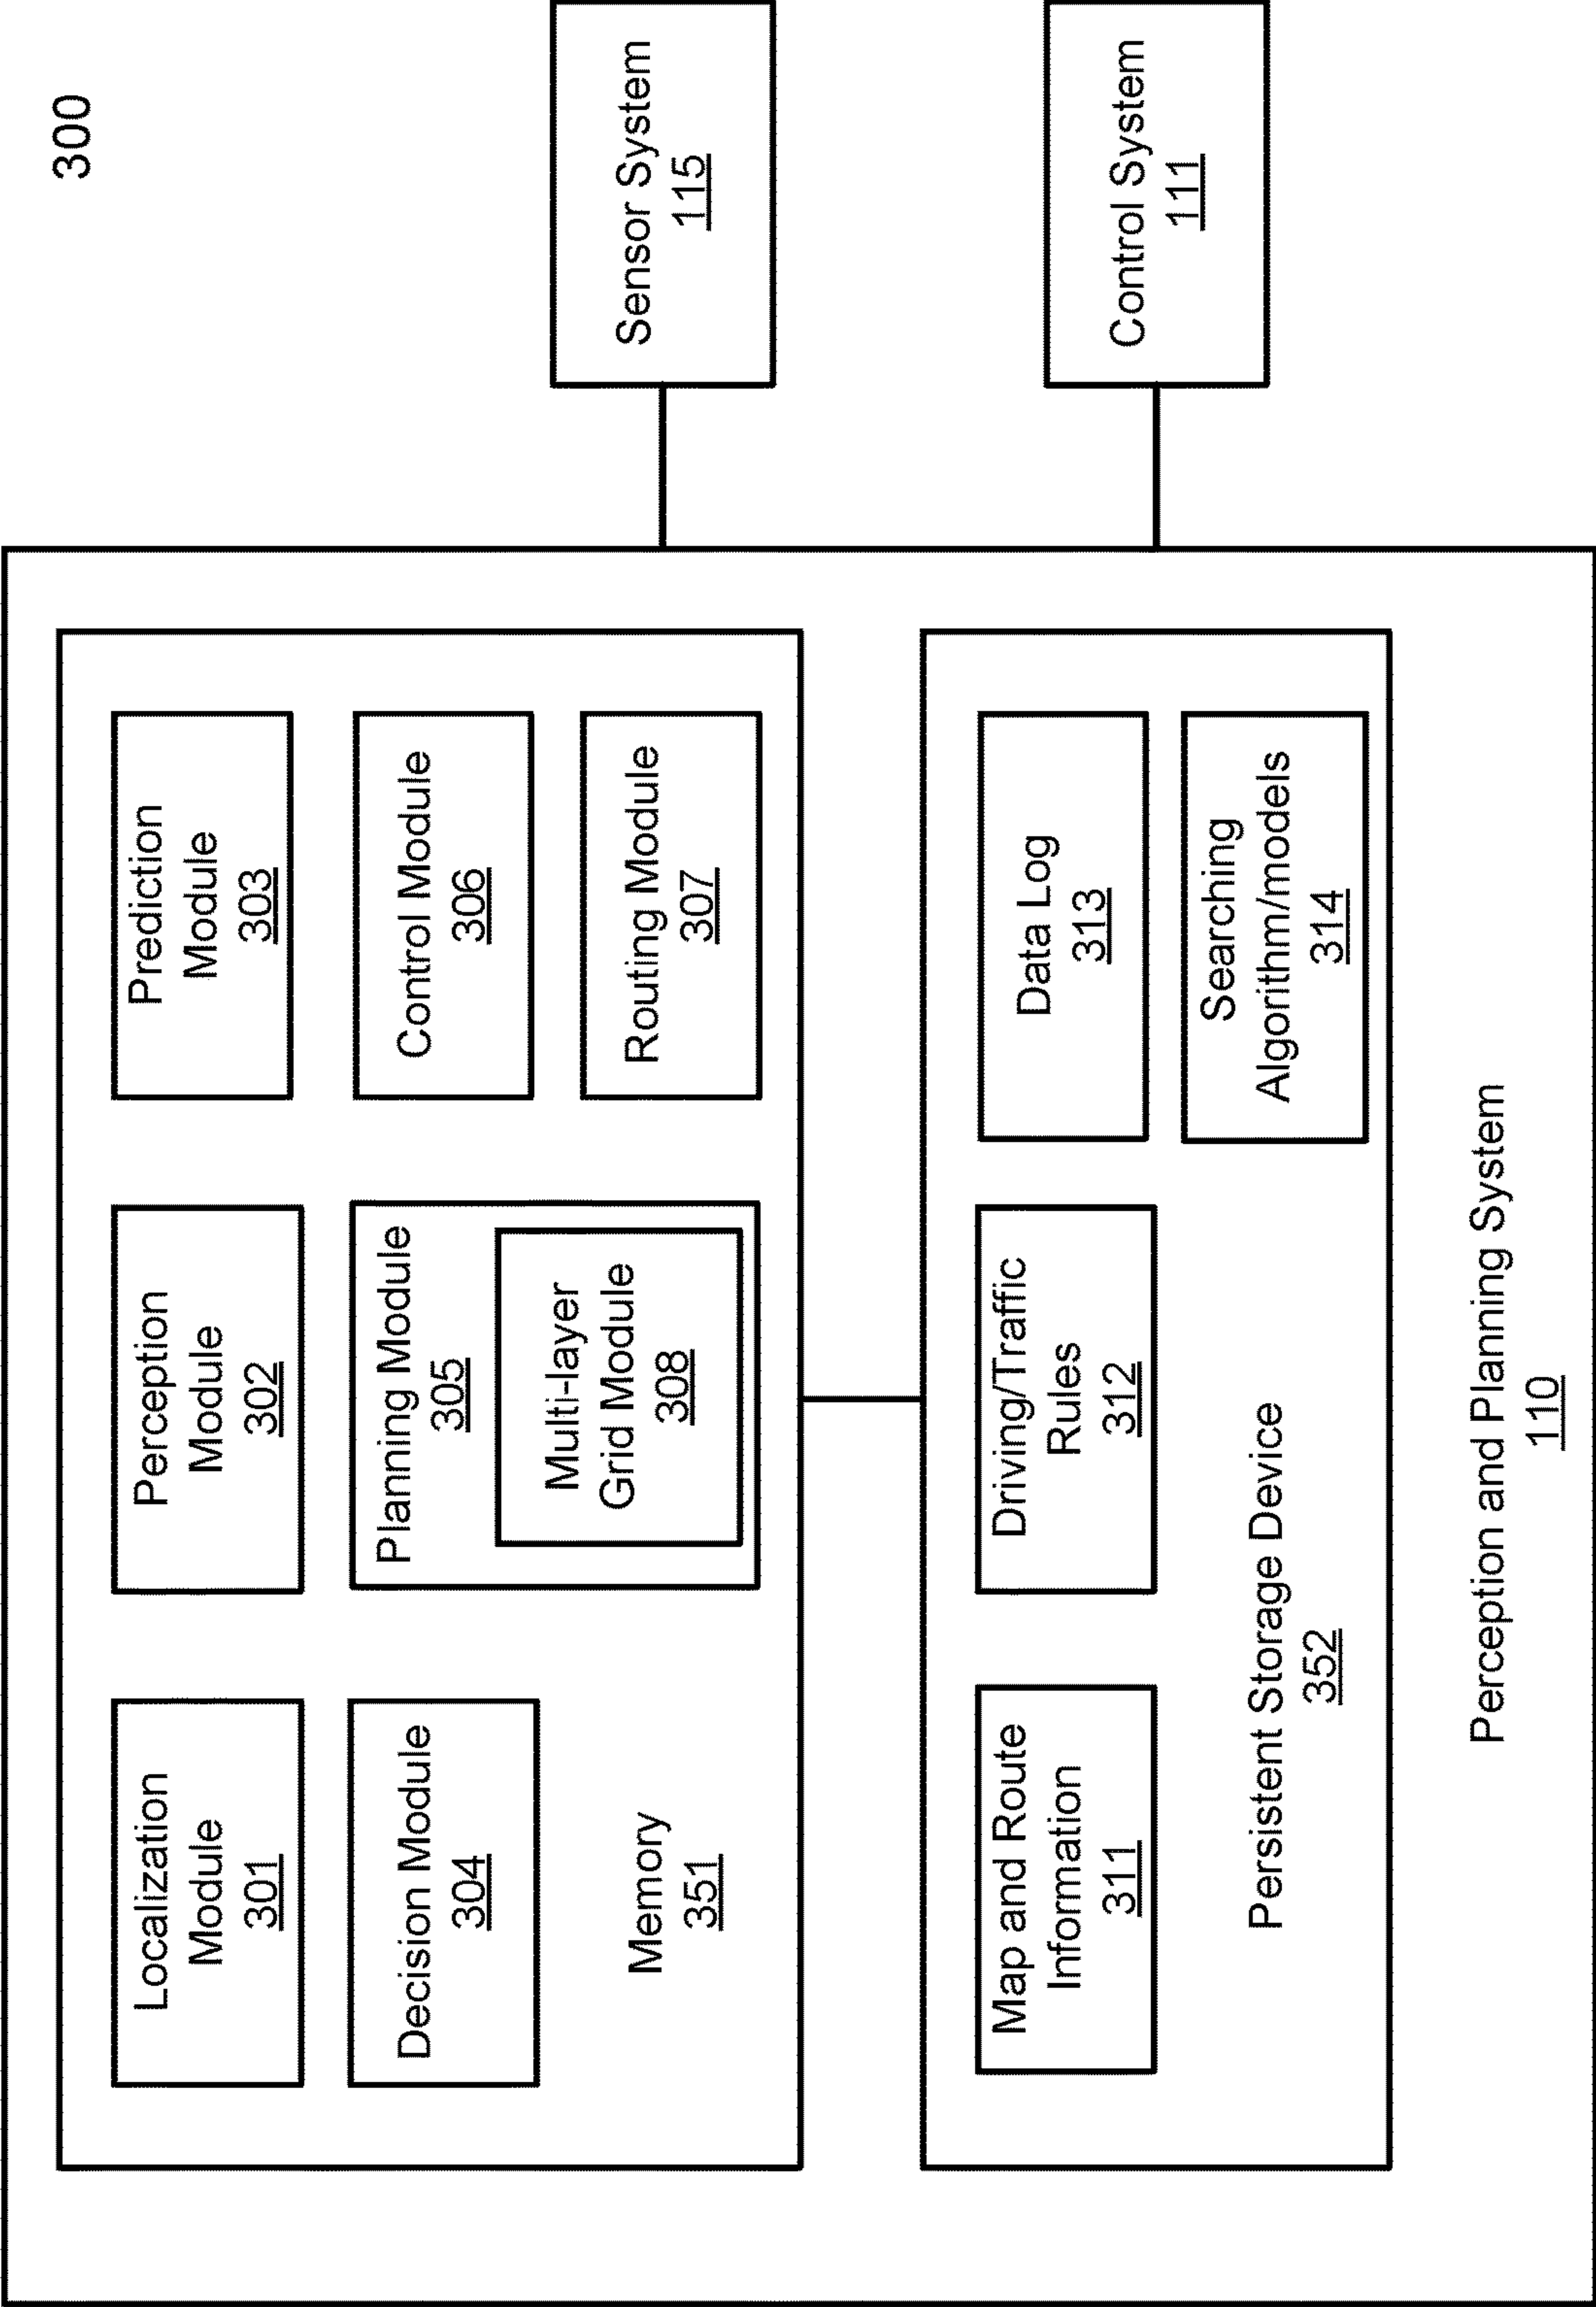 300
Localization
Module
301
Perception
Module
302
Prediction
Module
303
Decision Module
304
Planning Module
305
Multi-layer
Grid Module
308
Control Module
306
Routing Module
307
Memory
351
Sensor System
115
Map and Route
Information
311
Driving/Traffic
Rules
312
Data Log
313
Searching
Algorithm/models
314
Persistent Storage Device
352
Control System
111
Perception and Planning System
110